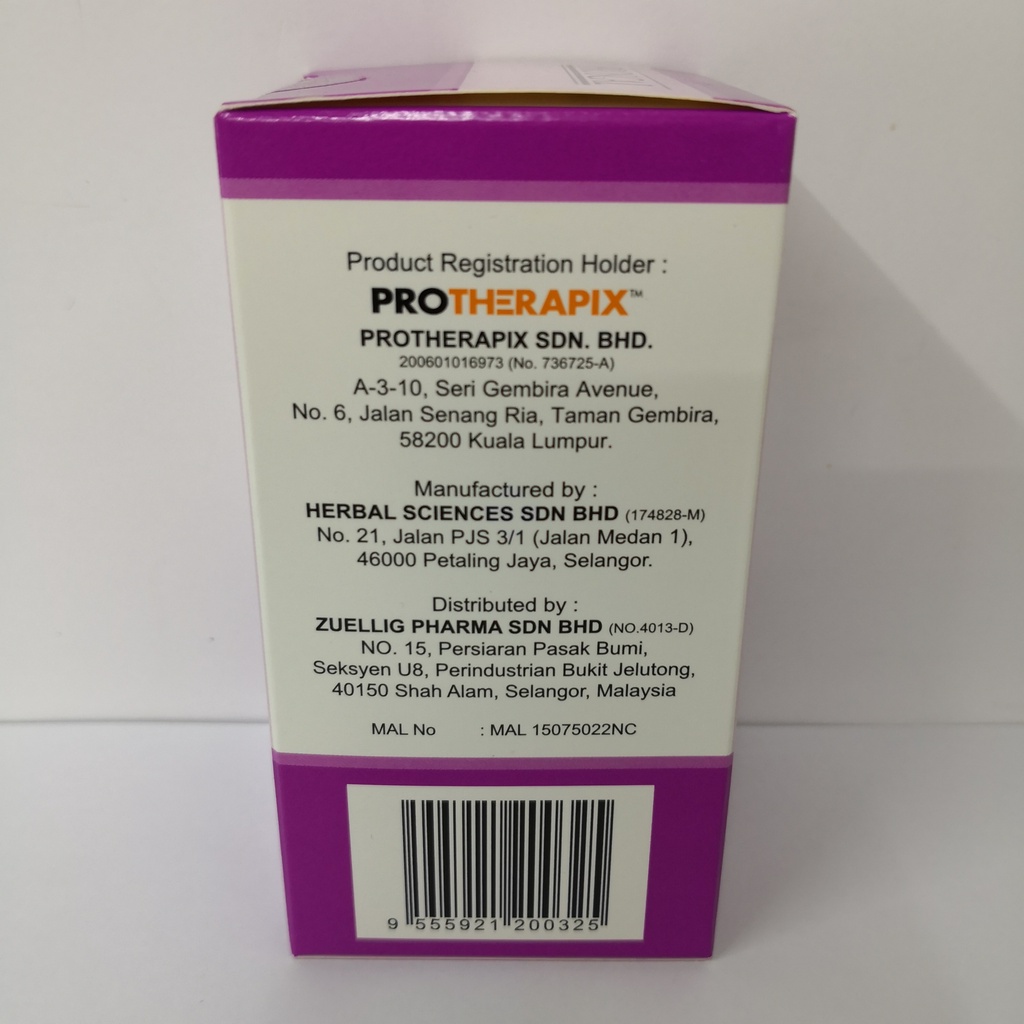 Product Registration Holder :
PROTHERAPIX™
PROTHERAPIX SDN. BHD.
200601016973 (No. 736725-A)
A-3-10, Seri Gembira Avenue,
No. 6, Jalan Senang Ria, Taman Gembira,
58200 Kuala Lumpur.
Manufactured by :
HERBAL SCIENCES SDN BHD (174828-M)
No. 21, Jalan PJS 3/1 (Jalan Medan 1),
46000 Petaling Jaya, Selangor.
Distributed by :
ZUELLIG PHARMA SDN BHD (NO.4013-D)
NO. 15, Persiaran Pasak Bumi,
Seksyen U8, Perindustrian Bukit Jelutong,
40150 Shah Alam, Selangor, Malaysia
MAL No : MAL 15075022NC
9 555921 200325